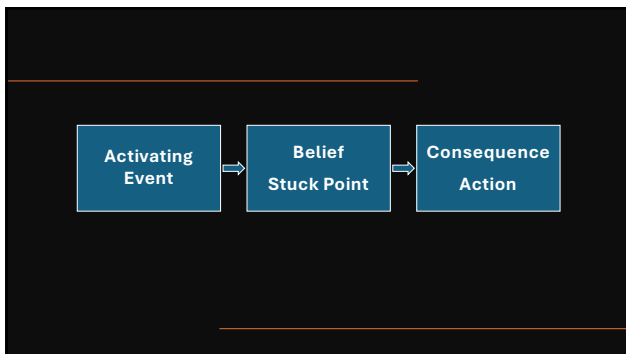 Activating
Event
Belief
Stuck Point
Consequence
Action